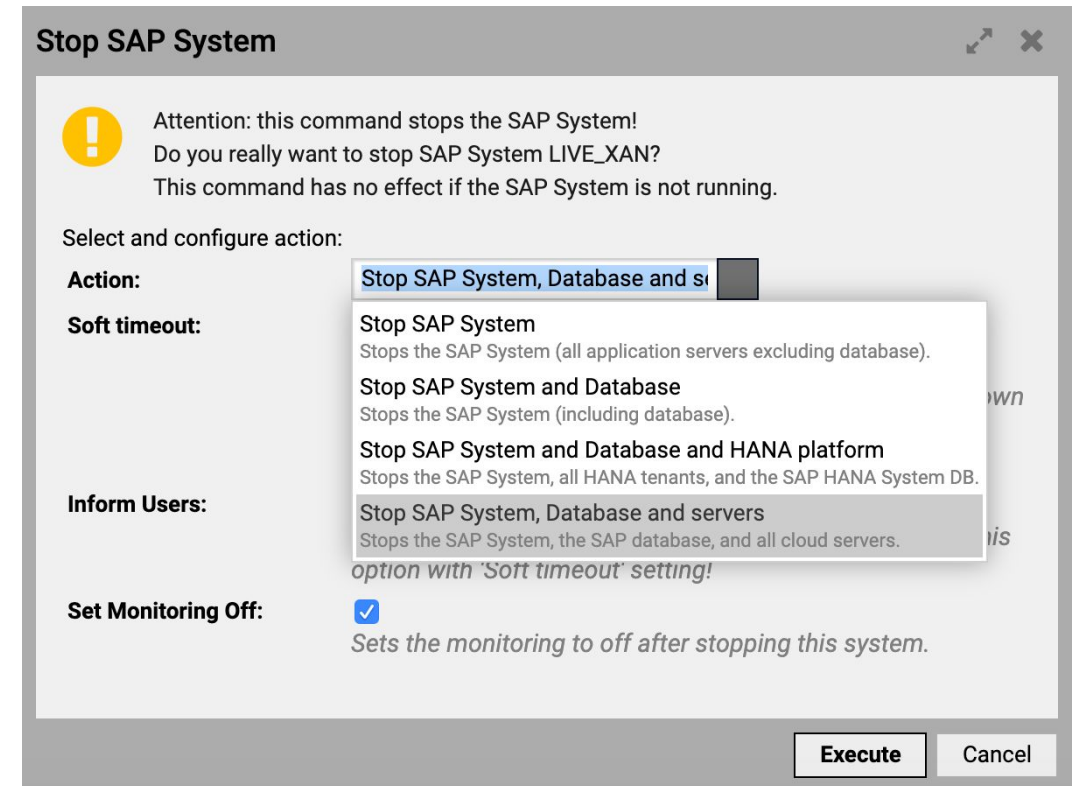 Stop SAP System
Attention: this command stops the SAP System!
Do you really want to stop SAP System LIVE_XAN?
This command has no effect if the SAP System is not running.
Select and configure action:
Action:
Stop SAP System, Database and s
Soft timeout:
Stop SAP System
Stops the SAP System (all application servers excluding database).
Stop SAP System and Database
Stops the SAP System (including database).
Stop SAP System and Database and HANA platform
Stops the SAP System, all HANA tenants, and the SAP HANA System DB.
Inform Users:
Stop SAP System, Database and servers
Stops the SAP System, the SAP database, and all cloud servers.
option with 'Soft timeout' setting!
Set Monitoring Off:
Sets the monitoring to off after stopping this system.
Execute
Cancel